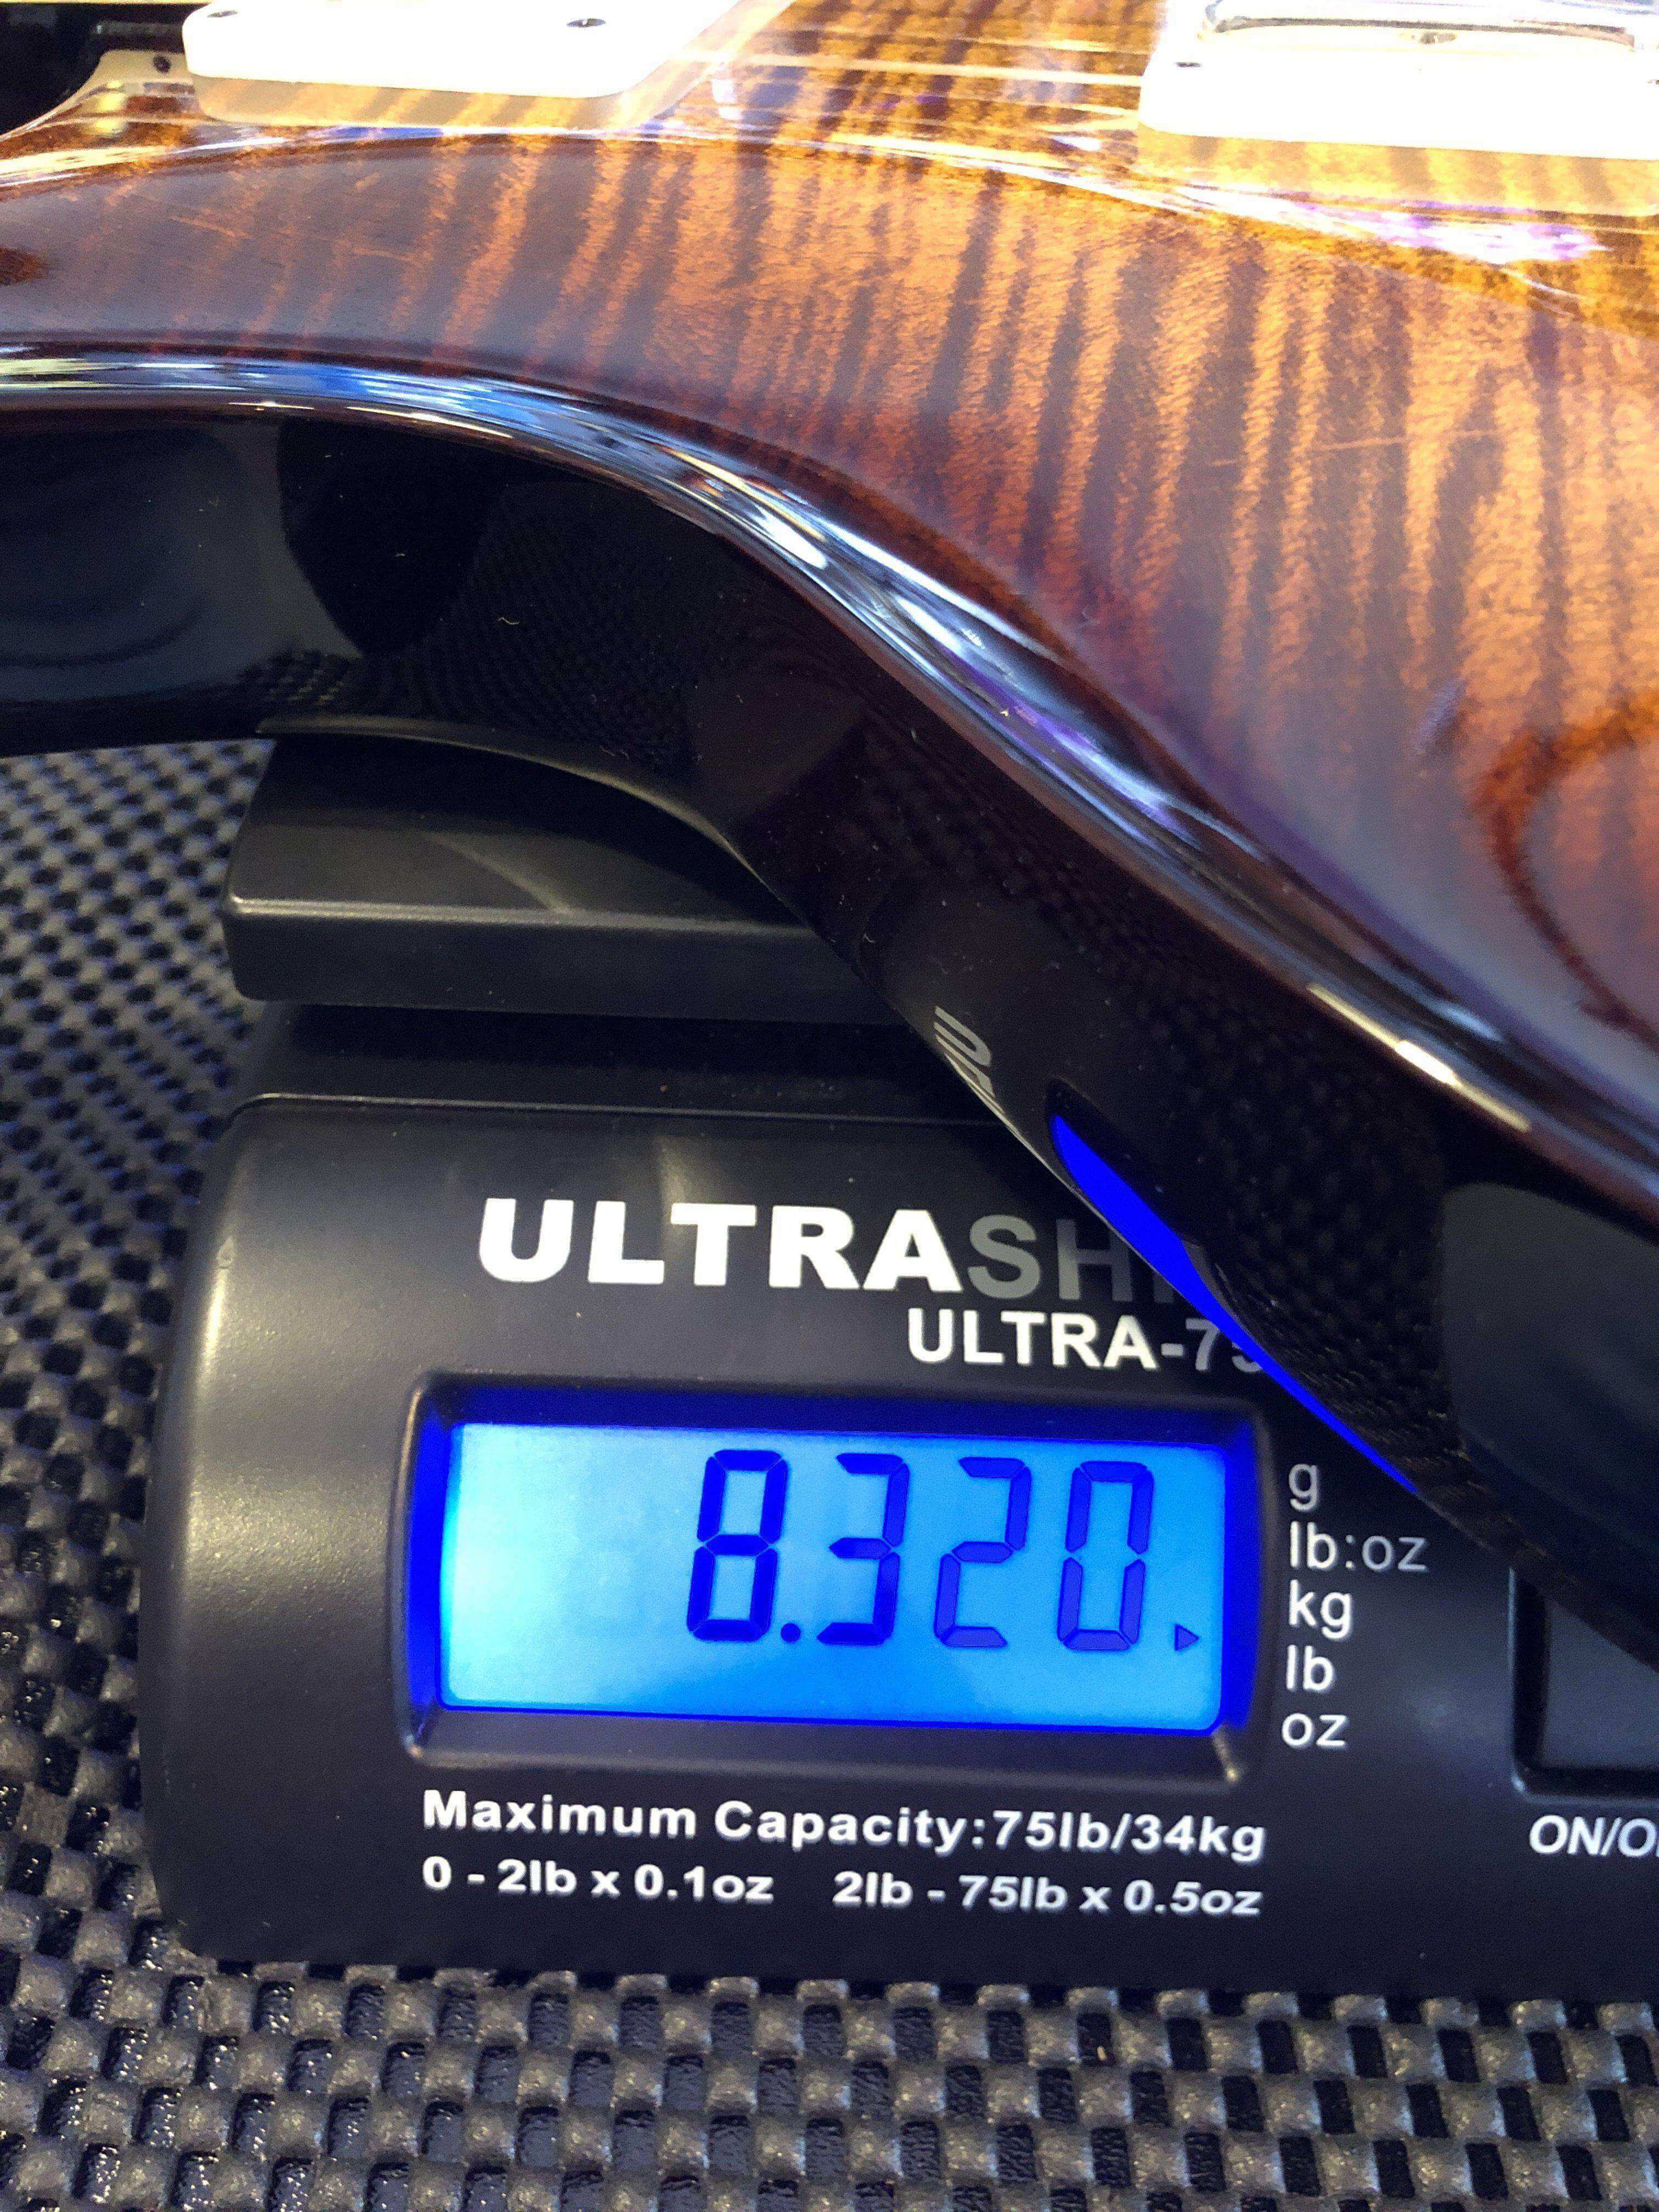 ULTRASH
ULTRA-75
8.320
g
lb:oz
kg
lb
oz
Maximum Capacity:75lb/34kg
0 - 2lb x 0.1oz 2lb - 75lb x 0.5oz
ON/O